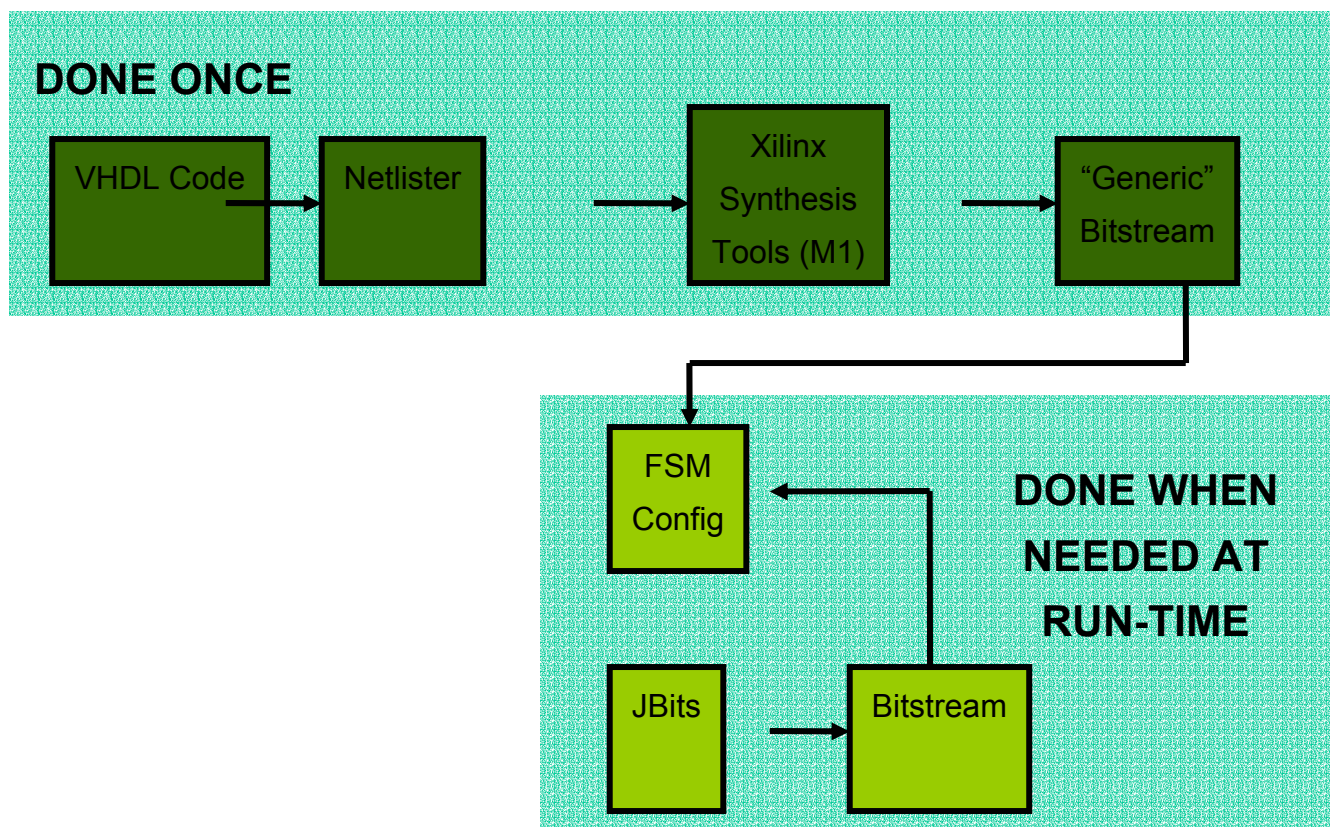 DONE ONCE
VHDL Code
Netlister
Xilinx
Synthesis
Tools (M1)
“Generic”
Bitstream
FSM
Config
DONE WHEN
NEEDED AT
RUN-TIME
JBits
Bitstream